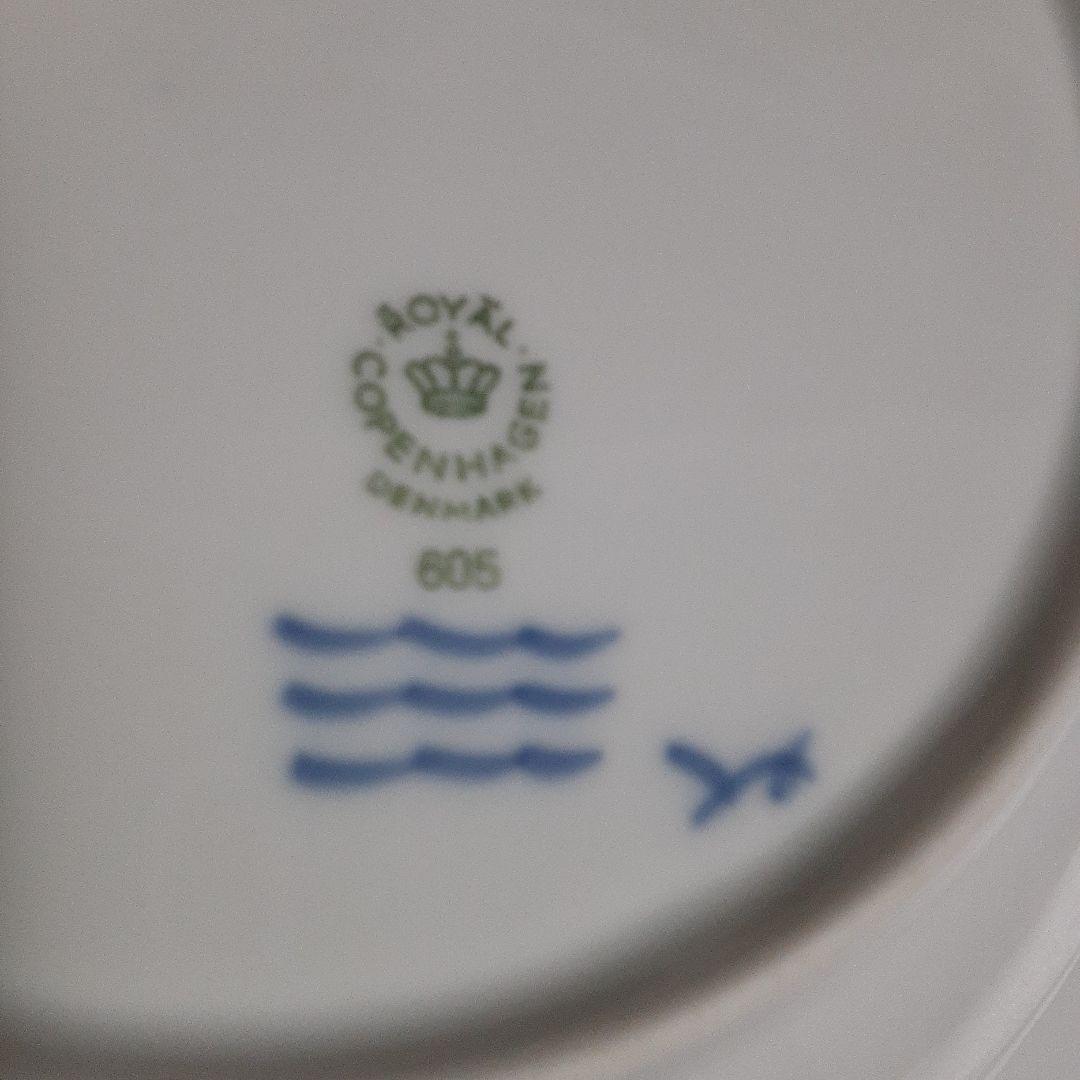 ROYAL
COPENHAGEN
DENMARK
605